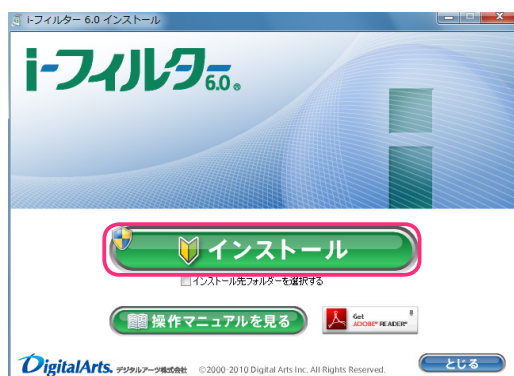 i-フィルター 6.0 インストール
i-フィルター 6.0 ®
インストール
インストール先フォルダーを選択する
操作マニュアルを見る
Get
ADOBE® READER®
DigitalArts. デジタルアーツ株式会社 ©2000-2010 Digital Arts Inc. All Rights Reserved.
とじる